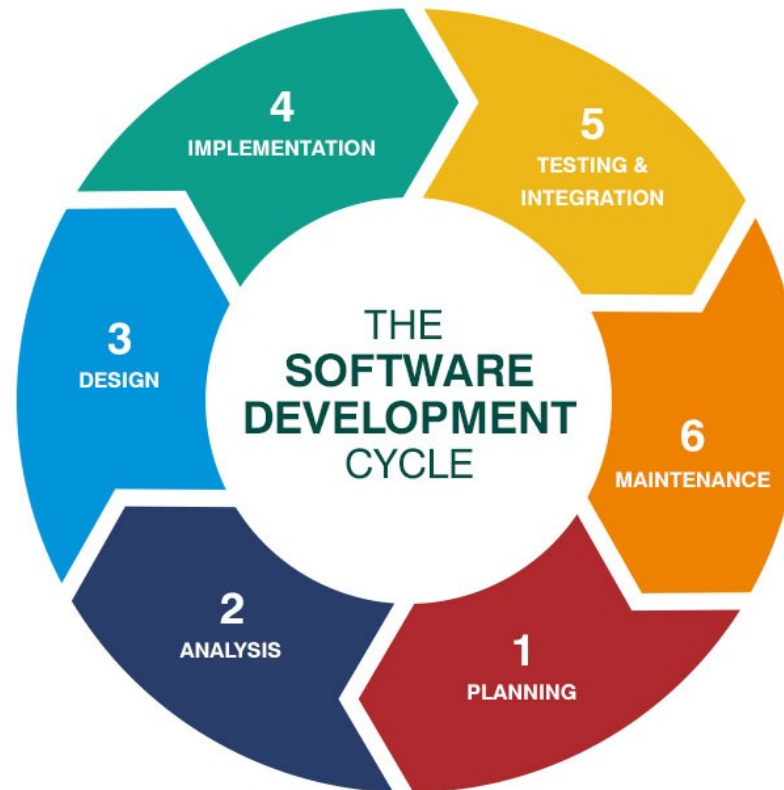 THE
SOFTWARE
DEVELOPMENT
CYCLE
1
PLANNING
2
ANALYSIS
3
DESIGN
4
IMPLEMENTATION
5
TESTING &
INTEGRATION
6
MAINTENANCE